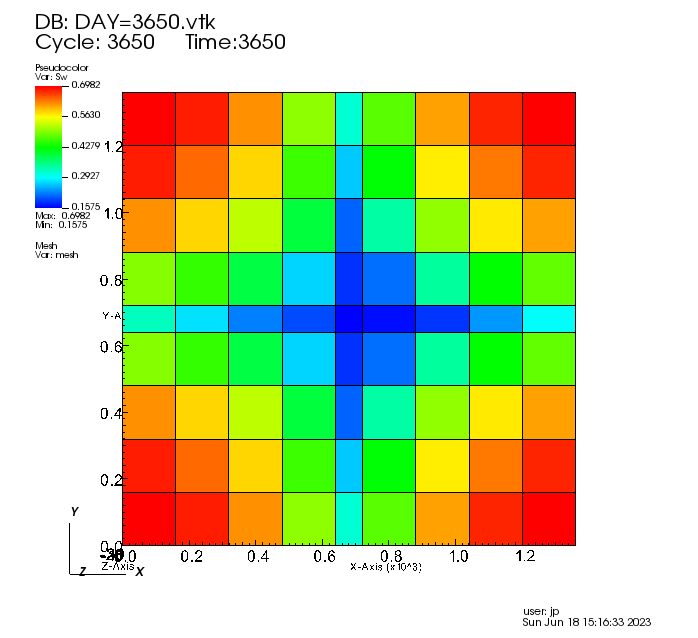 DB: DAY=3650.vtk
Cycle: 3650 Time:3650
Pseudocolor
Var: Sw
0.6982
0.5630
0.4279
0.2927
0.1575
Max: 0.6982
Min: 0.1575
Mesh
Var: mesh
1.2
1.0
0.8
Y-A
0.6
0.4
0.2
0.0
0.0 0.2 0.4 0.6 0.8 1.0 1.2
Z-Axis
X-Axis (x10^3)
Y
Z X
user: jp
Sun Jun 18 15:16:33 2023